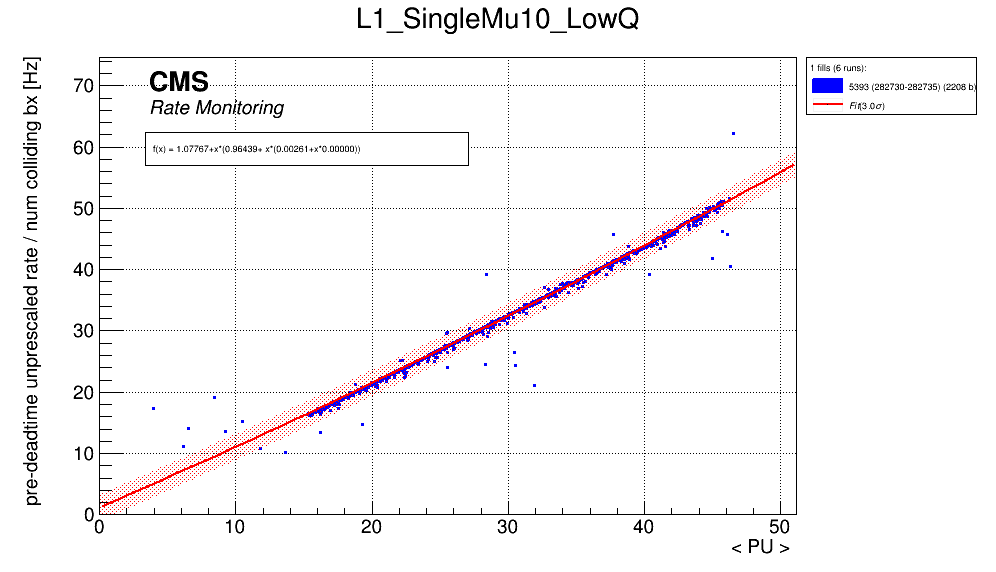 L1_SingleMu10_LowQ
pre-deadtime unprescaled rate / num colliding bx [Hz]
CMS
Rate Monitoring
f(x) = 1.07767+x*(0.96439+ x*(0.00261+x*0.00000))
70
60
50
40
30
20
10
0
0 10 20 30 40 50
< PU >
1 fills (6 runs):
5393 (282730-282735) (2208 b)
Fit(3.0σ)